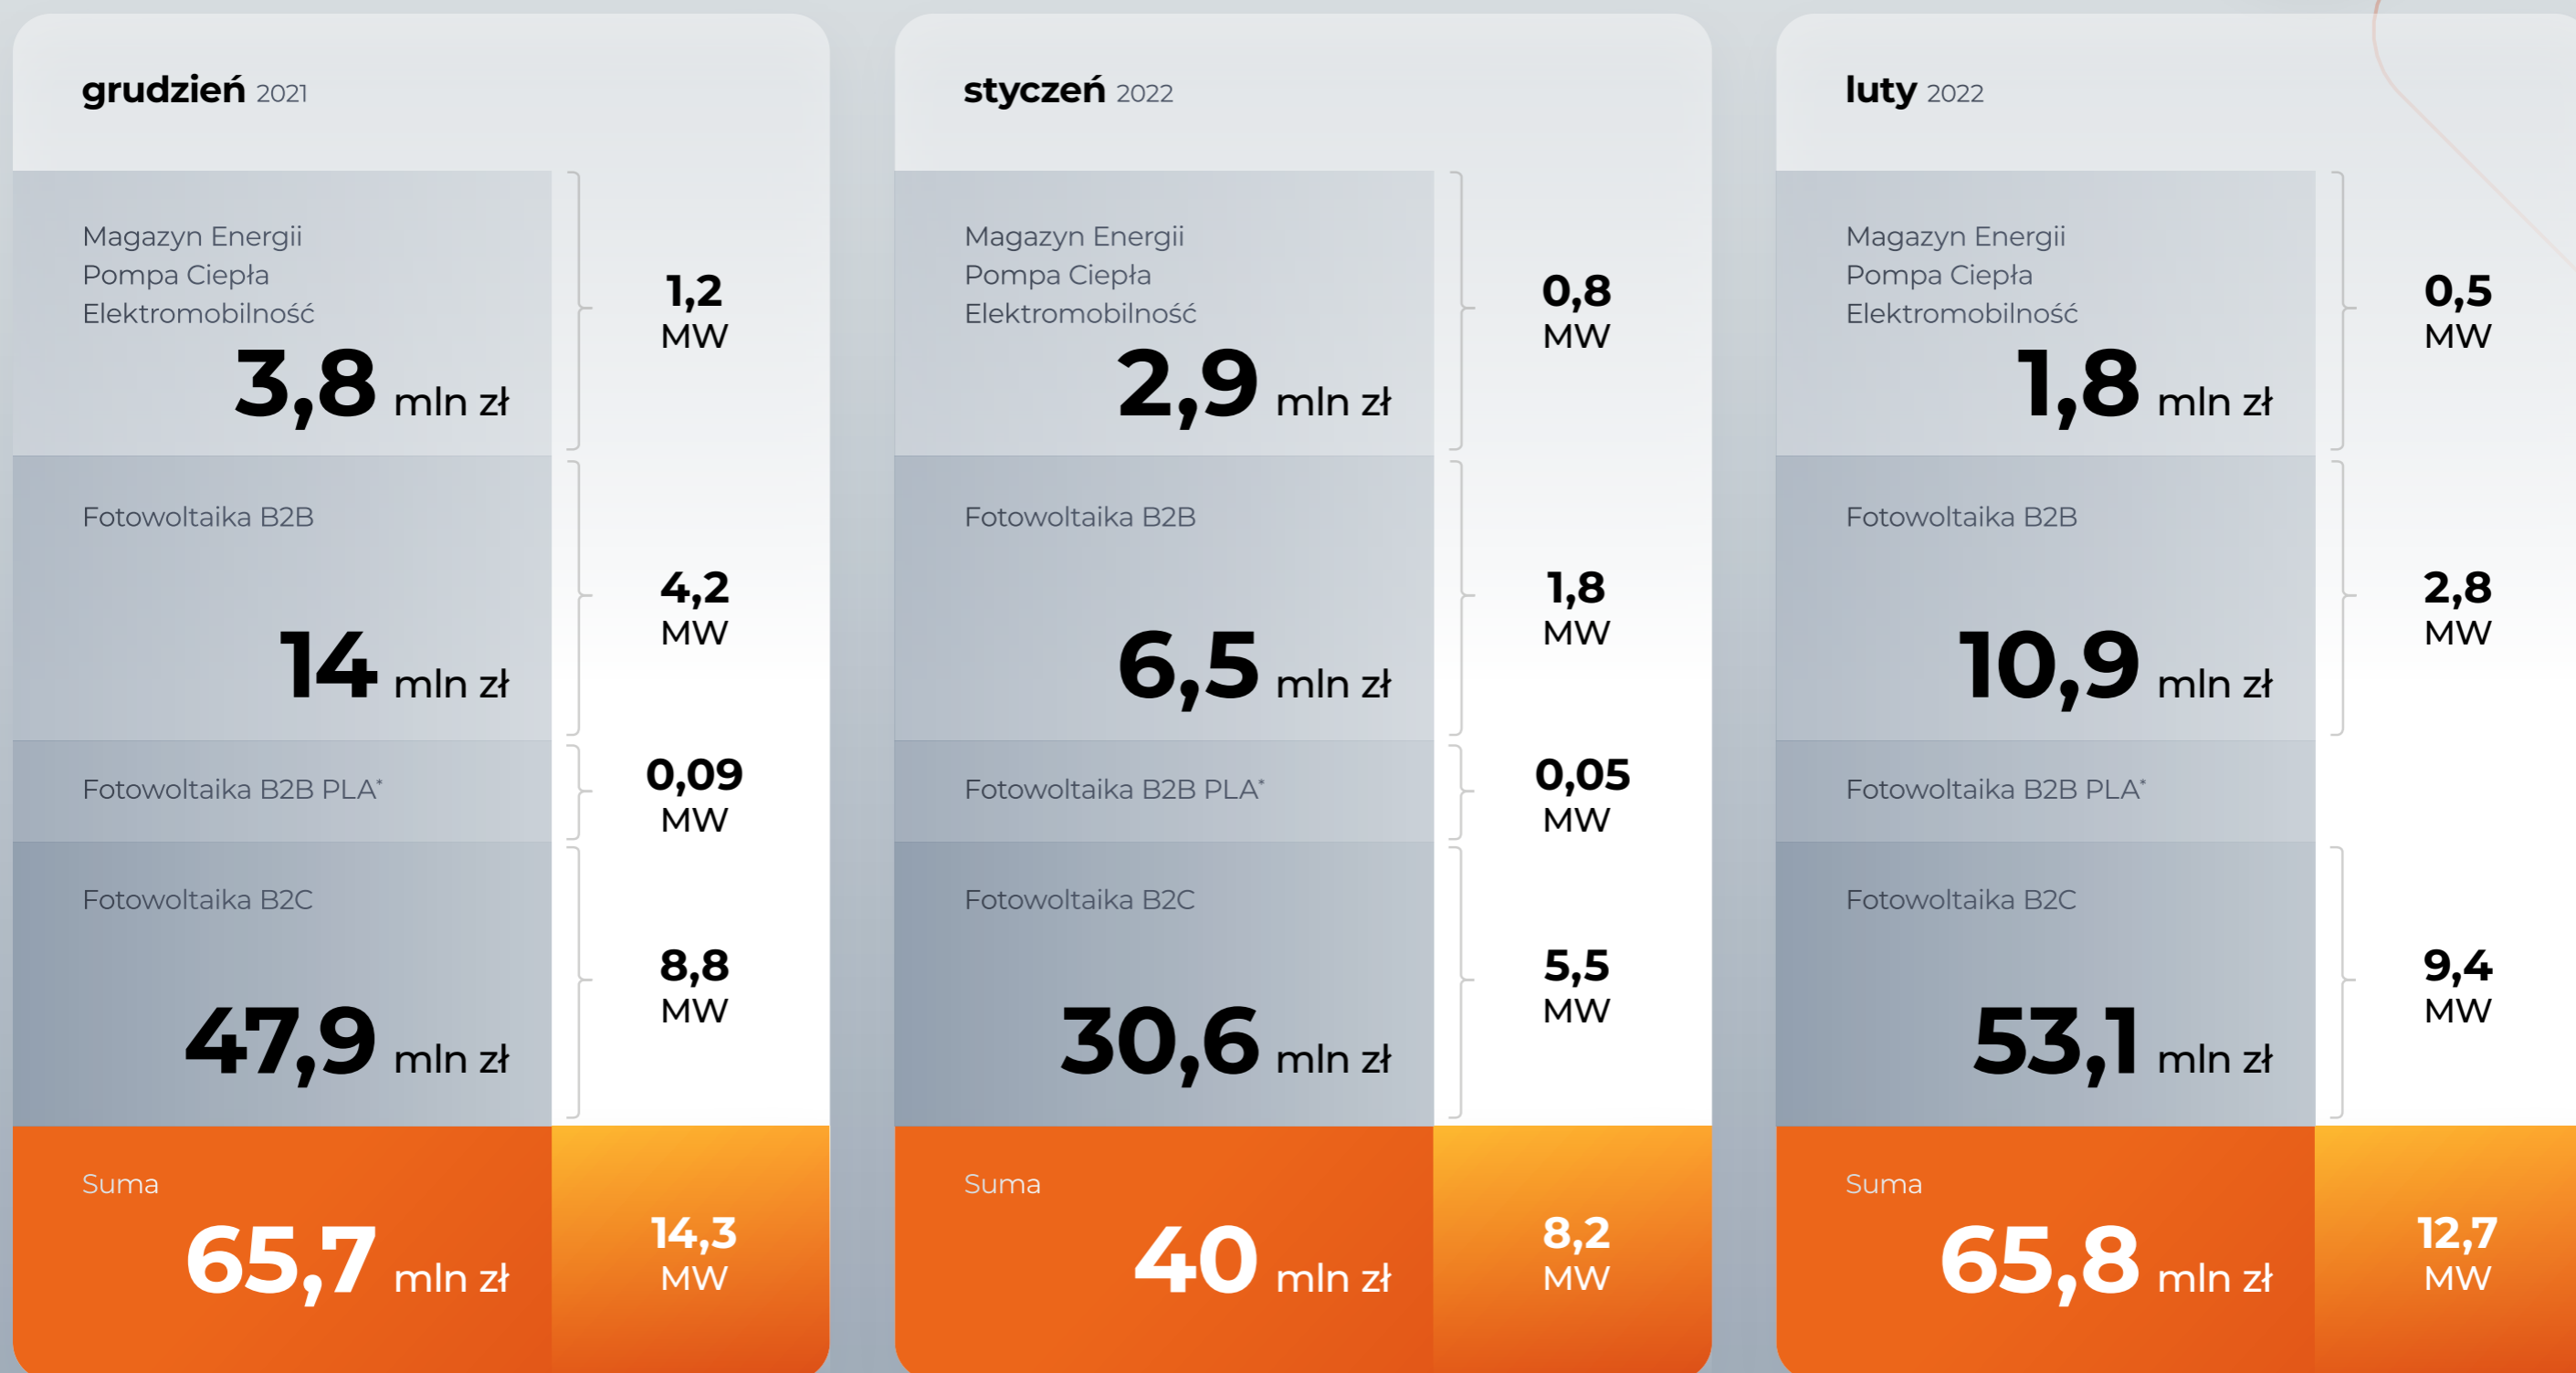 grudzień 2021
Magazyn Energii
Pompa Ciepła
Elektromobilność
3,8 mln zł
1,2
MW
Fotowoltaika B2B
14 mln zł
4,2
MW
Fotowoltaika B2B PLA*
0,09
MW
Fotowoltaika B2C
47,9 mln zł
8,8
MW
Suma
65,7 mln zł
14,3
MW
styczeń 2022
Magazyn Energii
Pompa Ciepła
Elektromobilność
2,9 mln zł
0,8
MW
Fotowoltaika B2B
6,5 mln zł
1,8
MW
Fotowoltaika B2B PLA*
0,05
MW
Fotowoltaika B2C
30,6 mln zł
5,5
MW
Suma
40 mln zł
8,2
MW
luty 2022
Magazyn Energii
Pompa Ciepła
Elektromobilność
1,8 mln zł
0,5
MW
Fotowoltaika B2B
10,9 mln zł
2,8
MW
Fotowoltaika B2B PLA*
Fotowoltaika B2C
53,1 mln zł
9,4
MW
Suma
65,8 mln zł
12,7
MW